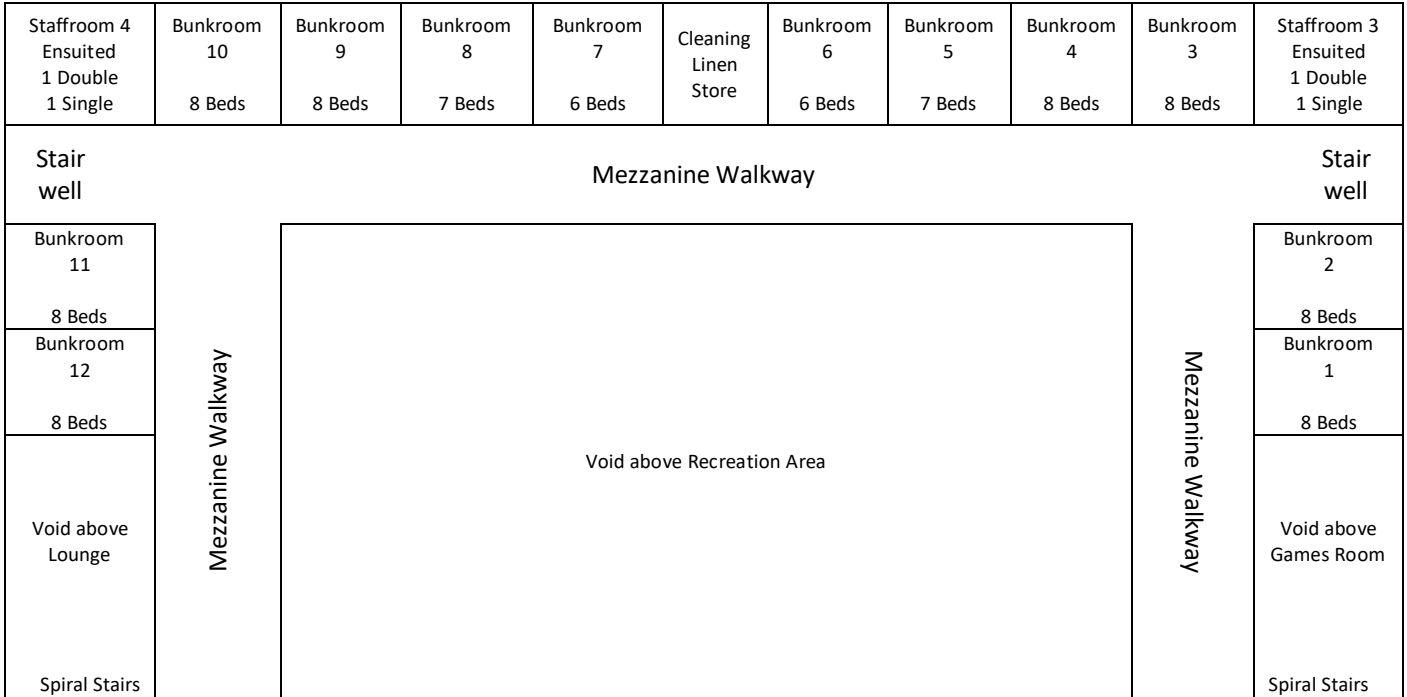 Staffroom 4
Ensuited
1 Double
1 Single
Bunkroom
10
8 Beds
Bunkroom
9
8 Beds
Bunkroom
8
7 Beds
Bunkroom
7
6 Beds
Cleaning
Linen
Store
Bunkroom
6
6 Beds
Bunkroom
5
7 Beds
Bunkroom
4
8 Beds
Bunkroom
3
8 Beds
Staffroom 3
Ensuited
1 Double
1 Single
Stair
well
Mezzanine Walkway
Stair
well
Bunkroom
11
8 Beds
Bunkroom
12
8 Beds
Mezzanine Walkway
Void above Recreation Area
Mezzanine Walkway
Bunkroom
2
8 Beds
Bunkroom
1
8 Beds
Void above
Lounge
Spiral Stairs
Void above
Games Room
Spiral Stairs